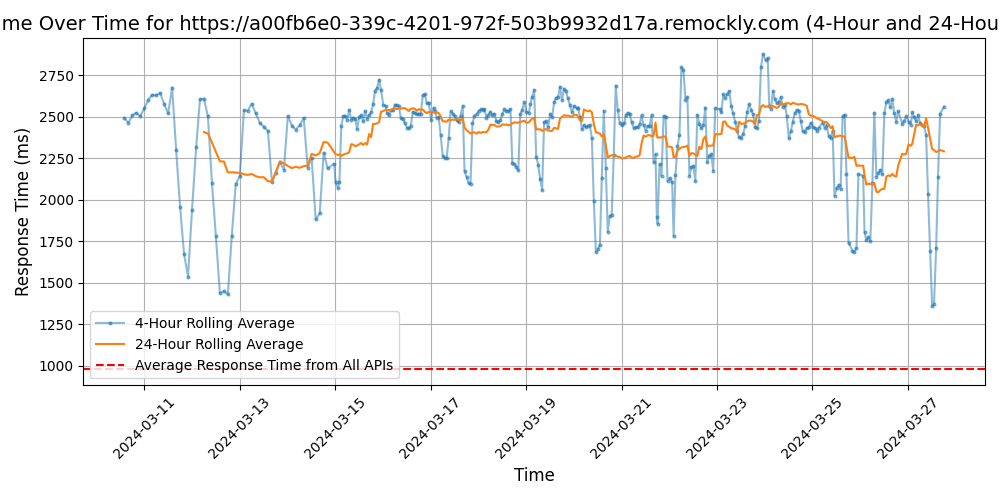 me Over Time for https://a00fb6e0-339c-4201-972f-503b9932d17a.remockly.com (4-Hour and 24-Hou
Response Time (ms)
2750
2500
2250
2000
1750
1500
1250
1000
4-Hour Rolling Average
24-Hour Rolling Average
Average Response Time from All APIs
2024-03-11
2024-03-13
2024-03-15
2024-03-17
2024-03-19
2024-03-21
2024-03-23
2024-03-25
2024-03-27
Time